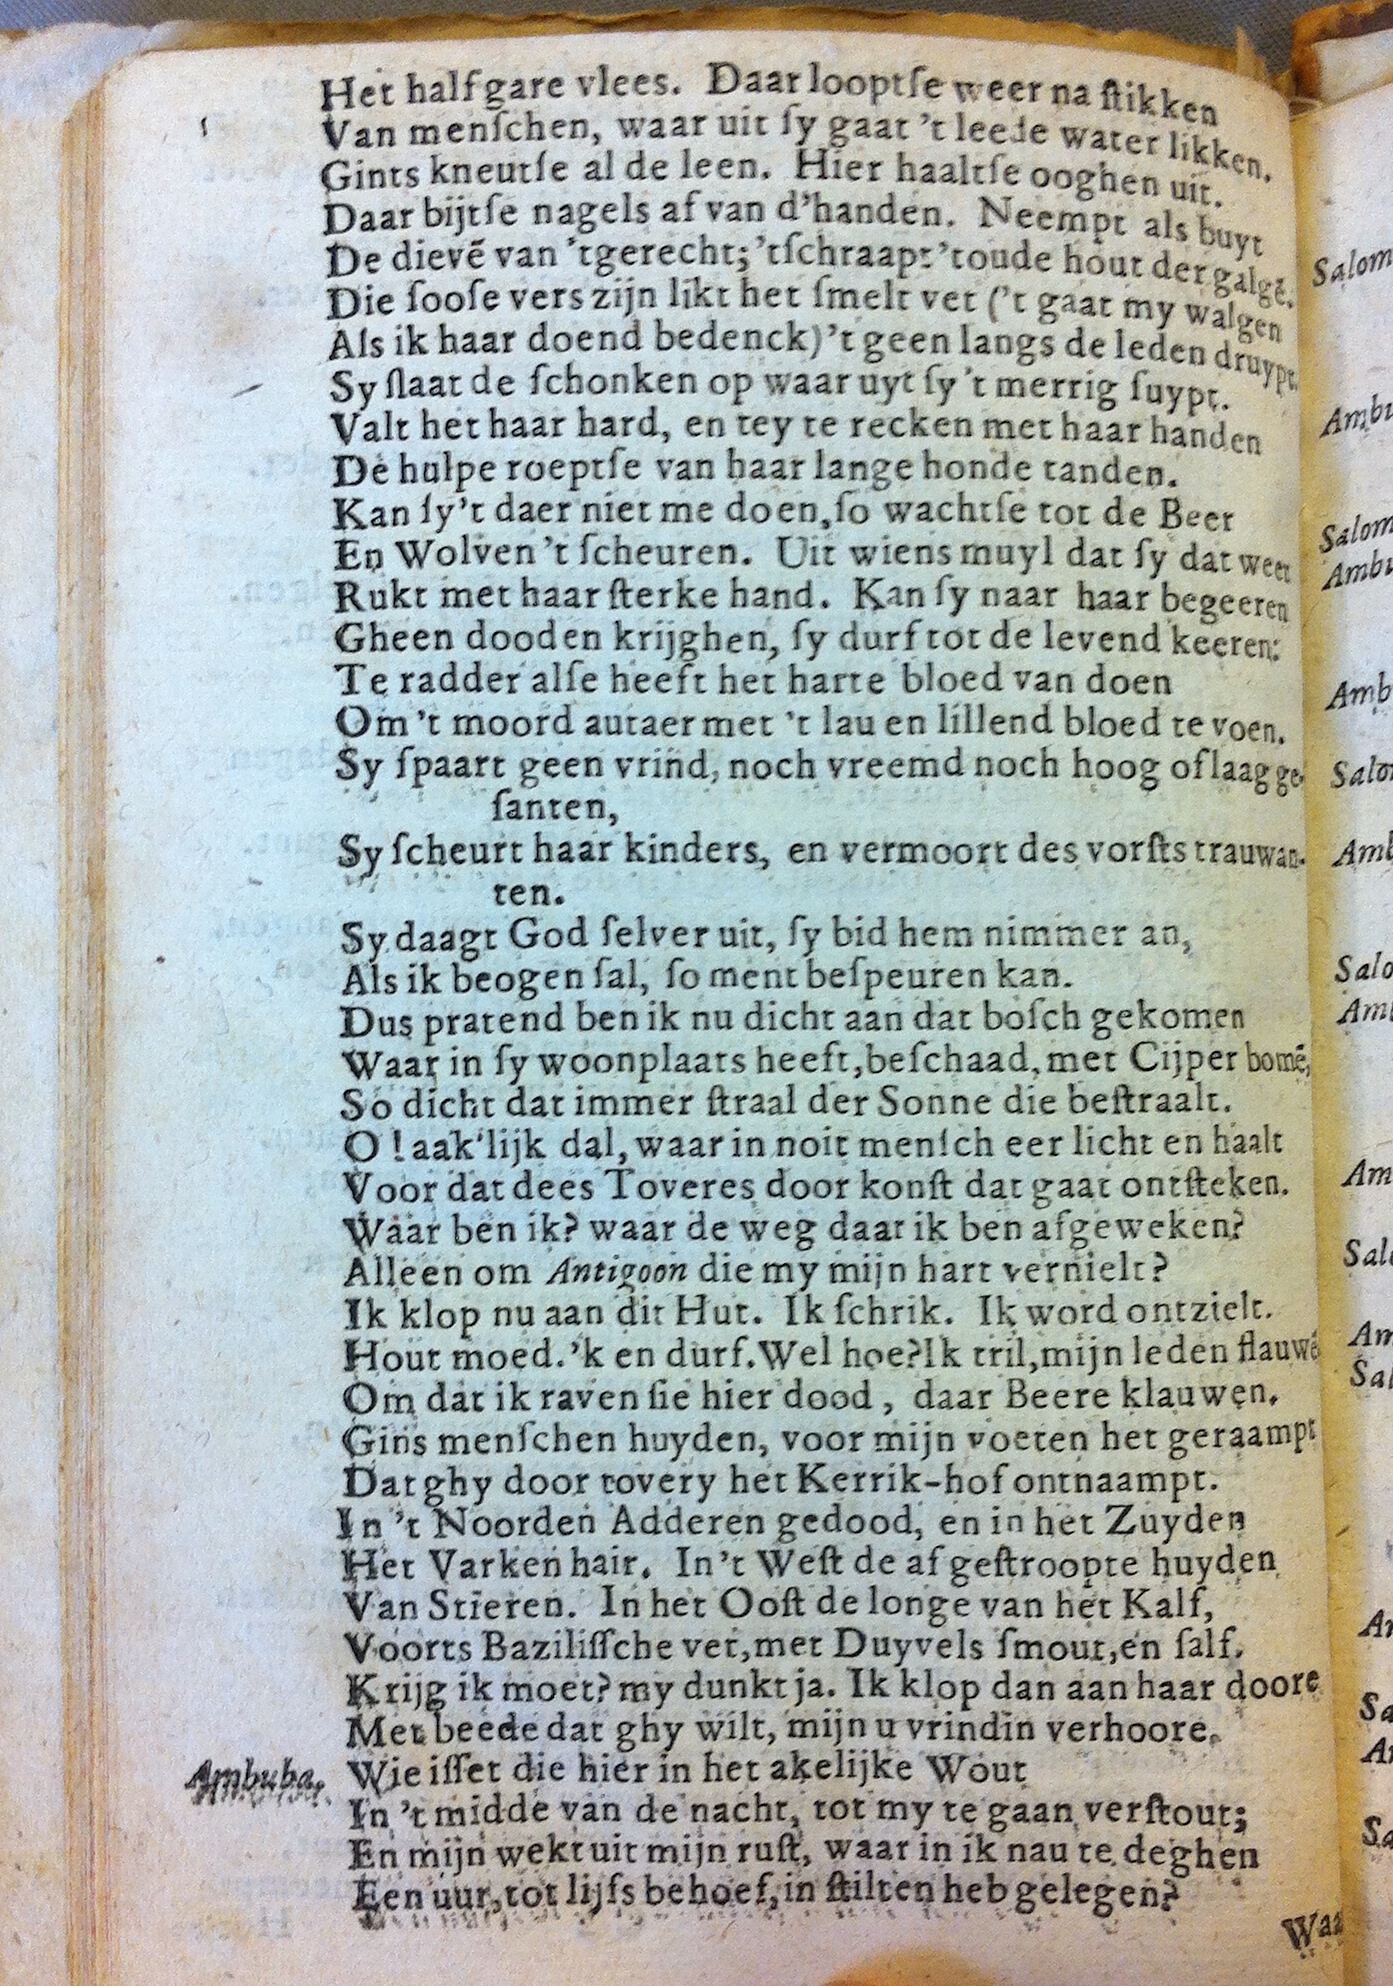 Het half gare vlees. Daar looptſe weer na ſtikken
Van menſchen, waar uit ſy gaat 't leede water likken.
Gints kneutſe al de leen. Hier haaltſe ooghen uit.
Daar bijtſe nagels af van d'handen. Neempt als buyt
De dievē van 'tgerecht; 'tſchraapt 'toude hout der galgē.
Die ſooſe vers zijn likt het ſmelt vet ('t gaat my walgen
Als ik haar doend bedenck) 't geen langs de leden druypt.
Sy ſlaat de ſchonken op waar uyt ſy 't merrig ſuypt.
Valt het haar hard, en tey te recken met haar handen
De hulpe roeptſe van haar lange honde tanden.
Kan ſy't daer niet me doen, ſo wachtſe tot de Beer
En Wolven 't ſcheuren. Uit wiens muyl dat ſy dat weer
Rukt met haar ſterke hand. Kan ſy naar haar begeeren
Gheen dooden krijghen, ſy durf tot de levend keeren:
Te radder alſe heeft het harte bloed van doen
Om 't moord autaer met 't lau en lillend bloed te voen.
Sy ſpaart geen vrind, noch vreemd noch hoog of laag ge-
ſanten,
Sy ſcheurt haar kinders, en vermoort des vorſts trauwan-
ten.
Sy daagt God ſelver uit, ſy bid hem nimmer an,
Als ik beogen ſal, ſo ment beſpeuren kan.
Dus pratend ben ik nu dicht aan dat boſch gekomen
Waar in ſy woonplaats heeft, beſchaad, met Cijper bomē,
So dicht dat immer ſtraal der Sonne die beſtraalt.
O! aak'lijk dal, waar in noit menſch eer licht en haalt
Voor dat dees Toveres door konſt dat gaat ontſteken.
Waar ben ik? waar de weg daar ik ben afgeweken?
Alleen om Antigoon die my mijn hart vernielt?
Ik klop nu aan dit Hut. Ik ſchrik. Ik word ontzielt.
Hout moed. 'k en durf. Wel hoe? Ik tril, mijn leden flauwē
Om dat ik raven ſie hier dood, daar Beere klauwen.
Gins menſchen huyden, voor mijn voeten het geraampt
Dat ghy door tovery het Kerrik-hof ontnaampt.
In 't Noorden Adderen gedood, en in het Zuyden
Het Varken hair. In 't Weſt de af geſtroopte huyden
Van Stieren. In het Ooſt de longe van het Kalf,
Voorts Baziliſſche vet, met Duyvels ſmout, en ſalf.
Krijg ik moet? my dunkt ja. Ik klop dan aan haar doore
Met beede dat ghy wilt, mijn u vrindin verhoore.
Ambuba. Wie iſſet die hier in het akelijke Wout
In 't midde van de nacht, tot my te gaan verſtout;
En mijn wekt uit mijn ruſt, waar in ik nau te deghen
Een uur, tot lijfs behoef, in ſtilten heb gelegen?
Waa
Salom
Ambu
Salom
Ambu
Amb
Salo
Amb
Salo
Am
Am
Sal
Am
Sal
Sa
Sa